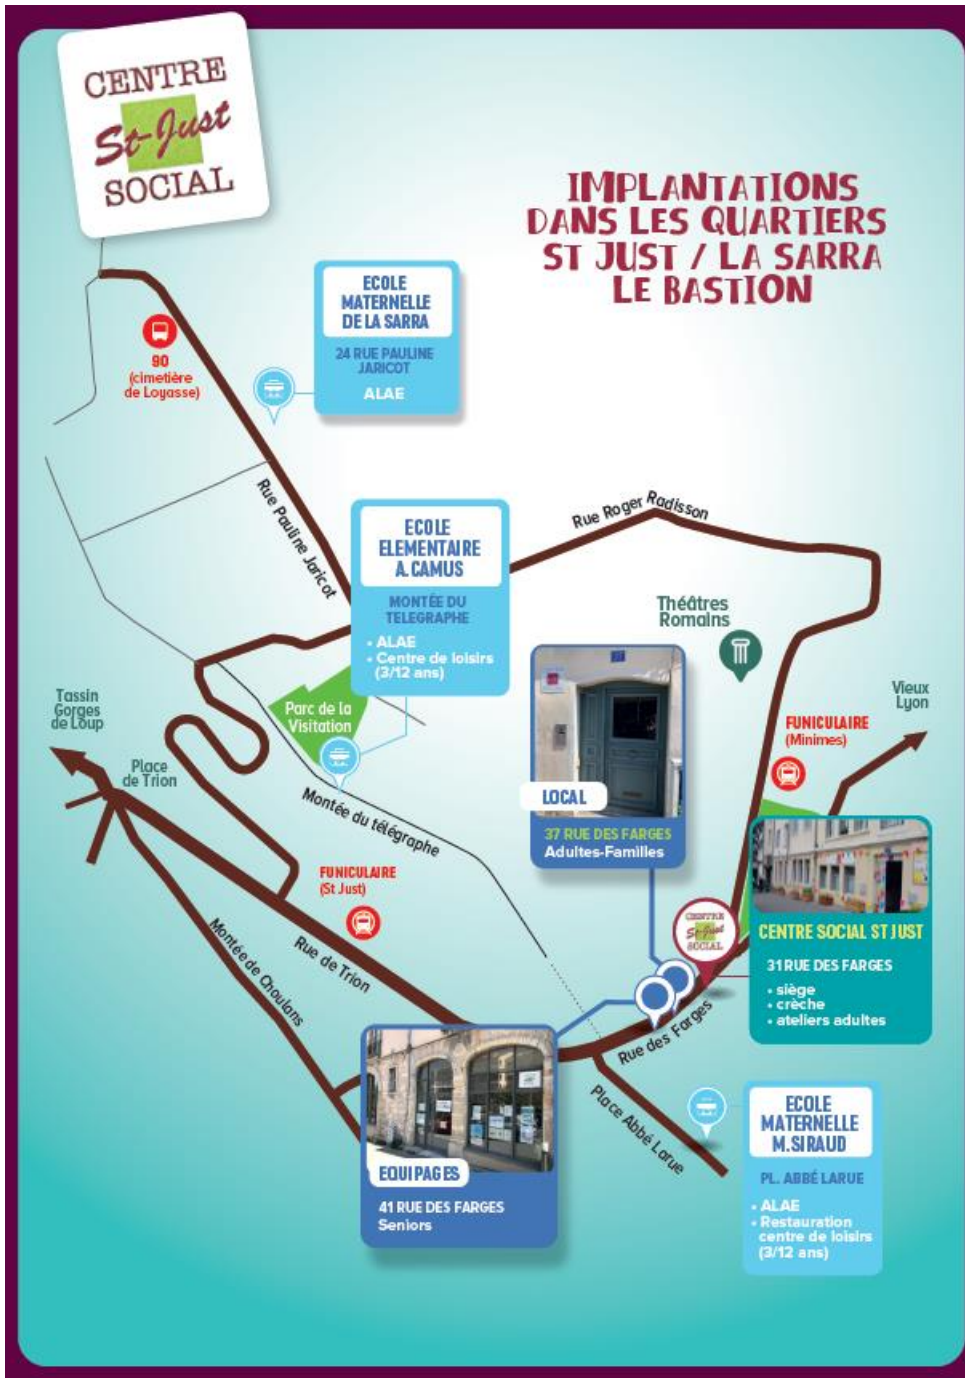 CENTRE
St-Just
SOCIAL
IMPLANTATIONS
DANS LES QUARTIERS
ST JUST / LA SARRA
LE BASTION
ECOLE
MATERNELLE
DE LA SARRA
24 RUE PAULINE
JARICOT
ALAE
90
(cimetière
de Loyasse)
Rue Pauline Jaricot
ECOLE
ELEMENTAIRE
A. CAMUS
MONTÉE DU
TELEGRAPHE
• ALAE
• Centre de loisirs
(3/12 ans)
Rue Roger Radisson
Théâtres
Romains
Vieux
Lyon
FUNICULAIRE
(Minimes)
Tassin
Gorges
de Loup
Place
de Trion
Parc de la
Visitation
Montée du télégraphe
LOCAL
37 RUE DES FARGES
Adultes-Familles
FUNICULAIRE
(St Just)
Rue de Trion
Montée de Choulans
CENTRE
St-Just
SOCIAL
CENTRE SOCIAL ST JUST
31 RUE DES FARGES
• siège
• crèche
• ateliers adultes
Rue des Farges
Place Abbé Larue
EQUIPAGES
41 RUE DES FARGES
Seniors
ECOLE
MATERNELLE
M.SIRAUD
PL. ABBÉ LARUE
• ALAE
• Restauration
centre de loisirs
(3/12 ans)